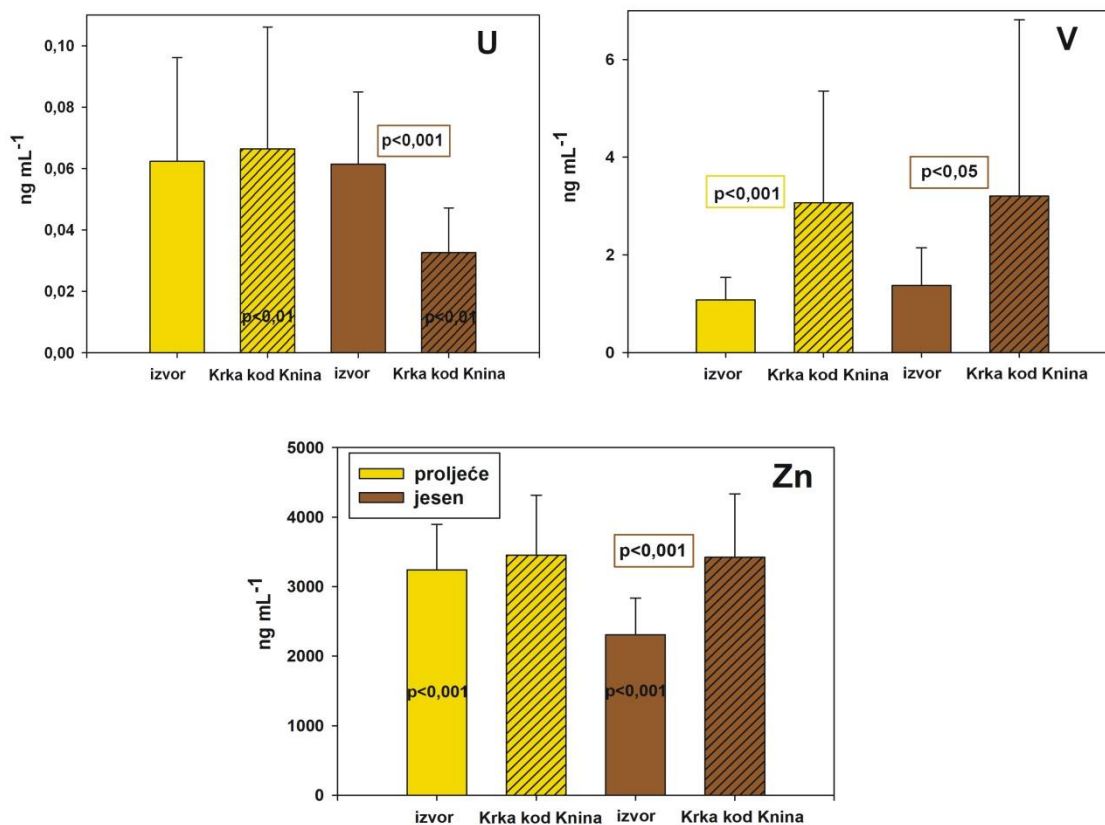 U
0,10
0,08
0,06
0,04
0,02
0,00
ng mL-1
p<0,001
p<0,01
p<0,01
izvor
Krka kod Knina
izvor
Krka kod Knina
V
6
4
2
0
ng mL-1
p<0,001
p<0,05
izvor
Krka kod Knina
izvor
Krka kod Knina
Zn
5000
4000
3000
2000
1000
0
ng mL-1
proljeće
jesen
p<0,001
p<0,001
p<0,001
izvor
Krka kod Knina
izvor
Krka kod Knina